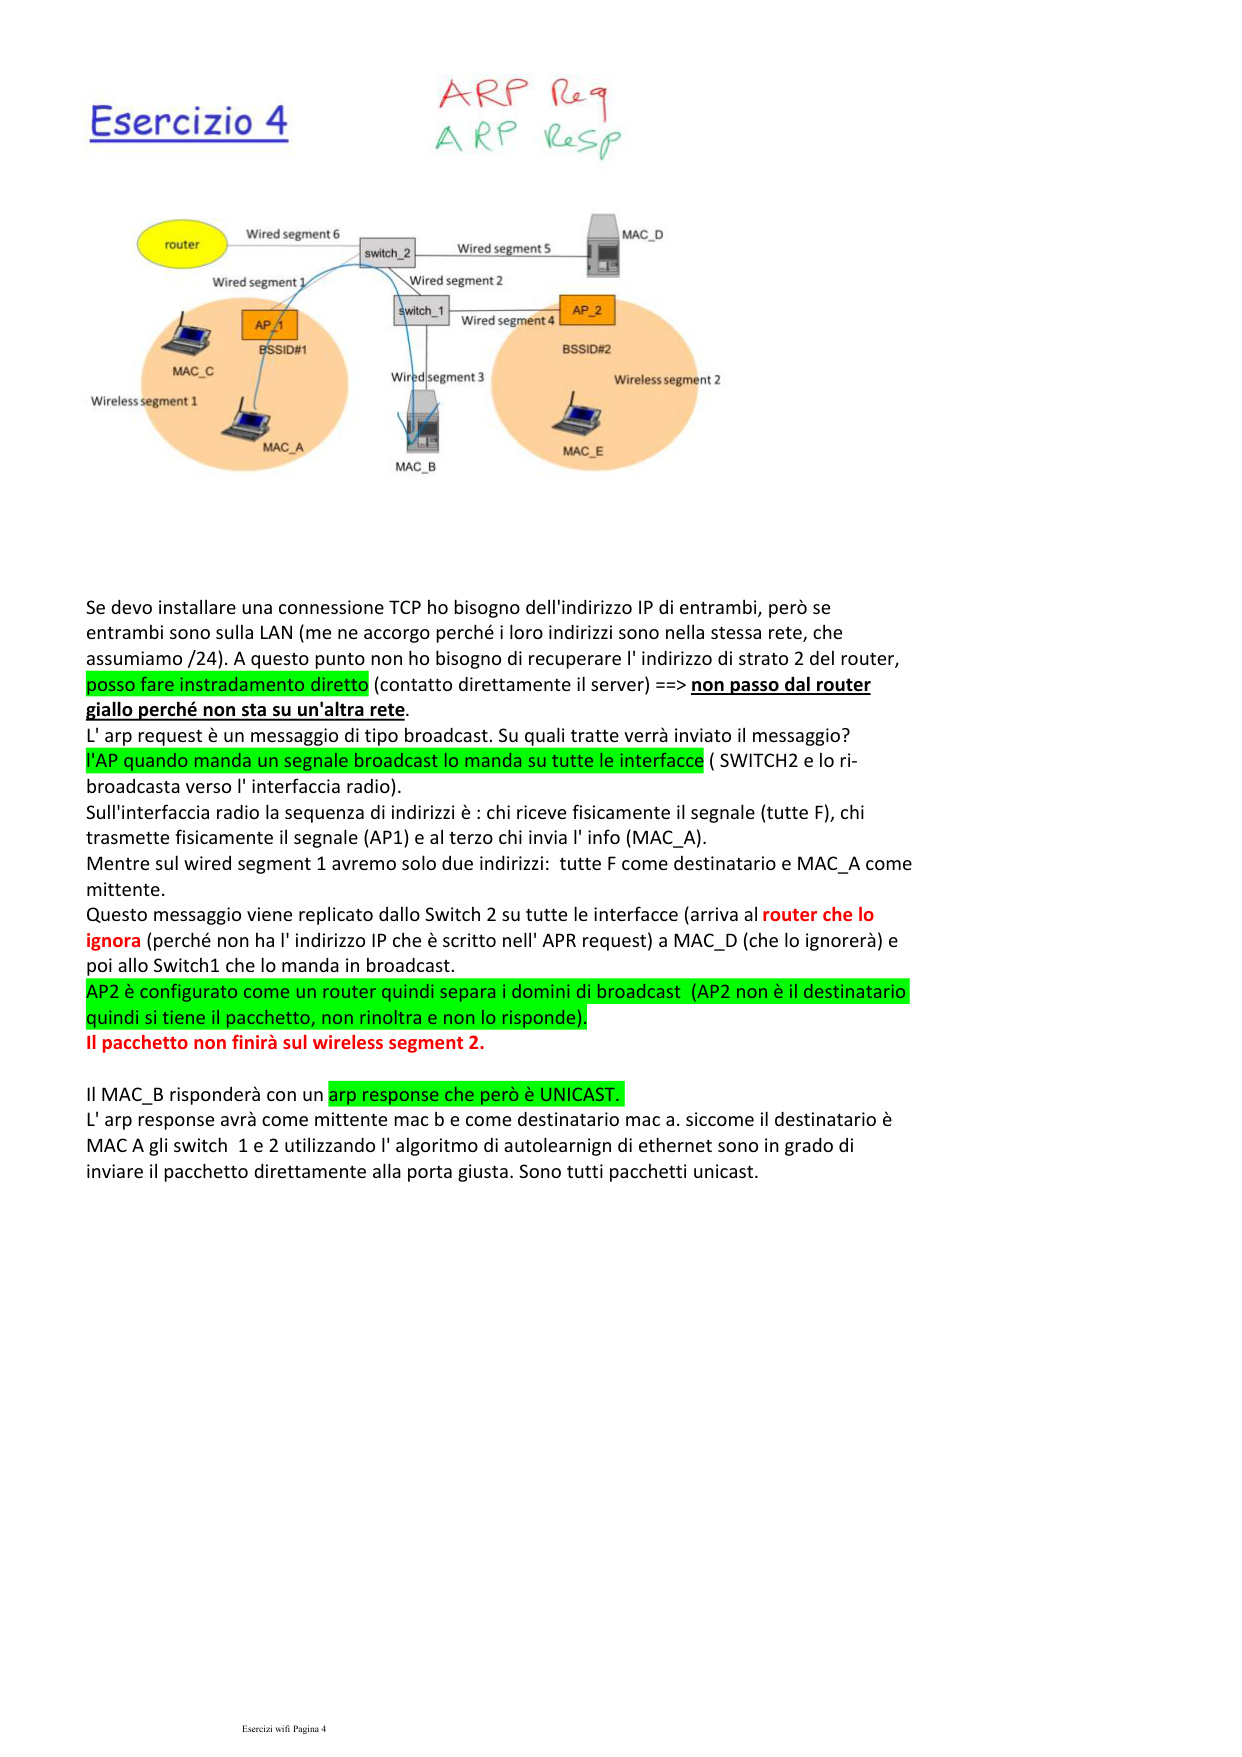 Esercizio 4
ARP Req
ARP Resp
router
Wired segment 6
switch_2
Wired segment 5
MAC_D
Wired segment 1
Wired segment 2
AP_1
BSSID#1
switch_1
Wired segment 4
AP_2
BSSID#2
MAC_C
Wired segment 3
Wireless segment 2
Wireless segment 1
MAC_A
MAC_B
MAC_E
Se devo installare una connessione TCP ho bisogno dell'indirizzo IP di entrambi, però se
entrambi sono sulla LAN (me ne accorgo perché i loro indirizzi sono nella stessa rete, che
assumiamo /24). A questo punto non ho bisogno di recuperare l' indirizzo di strato 2 del router,
posso fare instradamento diretto (contatto direttamente il server) ==> non passo dal router
giallo perché non sta su un'altra rete.
L' arp request è un messaggio di tipo broadcast. Su quali tratte verrà inviato il messaggio?
l'AP quando manda un segnale broadcast lo manda su tutte le interfacce ( SWITCH2 e lo ri-
broadcasta verso l' interfaccia radio).
Sull'interfaccia radio la sequenza di indirizzi è : chi riceve fisicamente il segnale (tutte F), chi
trasmette fisicamente il segnale (AP1) e al terzo chi invia l' info (MAC_A).
Mentre sul wired segment 1 avremo solo due indirizzi:  tutte F come destinatario e MAC_A come
mittente.
Questo messaggio viene replicato dallo Switch 2 su tutte le interfacce (arriva al router che lo
ignora (perché non ha l' indirizzo IP che è scritto nell' APR request) a MAC_D (che lo ignorerà) e
poi allo Switch1 che lo manda in broadcast.
AP2 è configurato come un router quindi separa i domini di broadcast  (AP2 non è il destinatario
quindi si tiene il pacchetto, non rinoltra e non lo risponde).
Il pacchetto non finirà sul wireless segment 2.
Il MAC_B risponderà con un arp response che però è UNICAST.
L' arp response avrà come mittente mac b e come destinatario mac a. siccome il destinatario è
MAC A gli switch  1 e 2 utilizzando l' algoritmo di autolearnign di ethernet sono in grado di
inviare il pacchetto direttamente alla porta giusta. Sono tutti pacchetti unicast.
Esercizi wifi Pagina 4